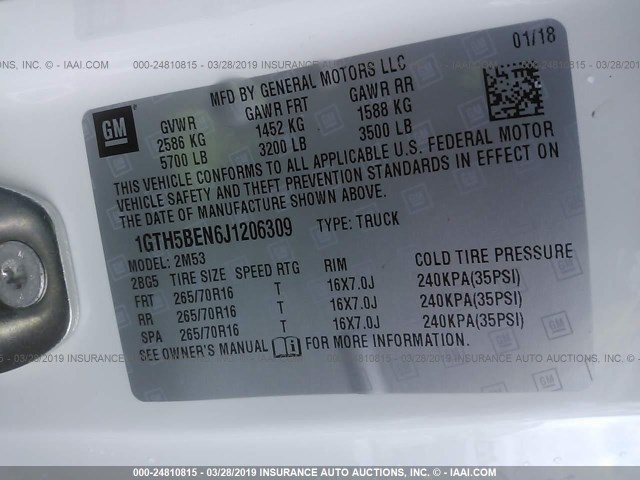 000-24810815 - 03/28/2019 INSURANCE AUTO AUCTIONS, INC. - © IAAI.COM
01/18
MFD BY GENERAL MOTORS LLC
GM
GVWR GAWR FRT GAWR RR
2586 KG 1452 KG 1588 KG
5700 LB 3200 LB 3500 LB
THIS VEHICLE CONFORMS TO ALL APPLICABLE U.S. FEDERAL MOTOR
VEHICLE SAFETY AND THEFT PREVENTION STANDARDS IN EFFECT ON
THE DATE OF MANUFACTURE SHOWN ABOVE.
1GTH5BEN6J1206309 TYPE: TRUCK
MODEL: 2M53
2BG5 TIRE SIZE SPEED RTG RIM COLD TIRE PRESSURE
FRT 265/70R16 T 16X7.0J 240KPA(35PSI)
RR 265/70R16 T 16X7.0J 240KPA(35PSI)
SPA 265/70R16 T 16X7.0J 240KPA(35PSI)
SEE OWNER'S MANUAL FOR MORE INFORMATION.
000-24810815 - 03/28/2019 INSURANCE AUTO AUCTIONS, INC. - © IAAI.COM